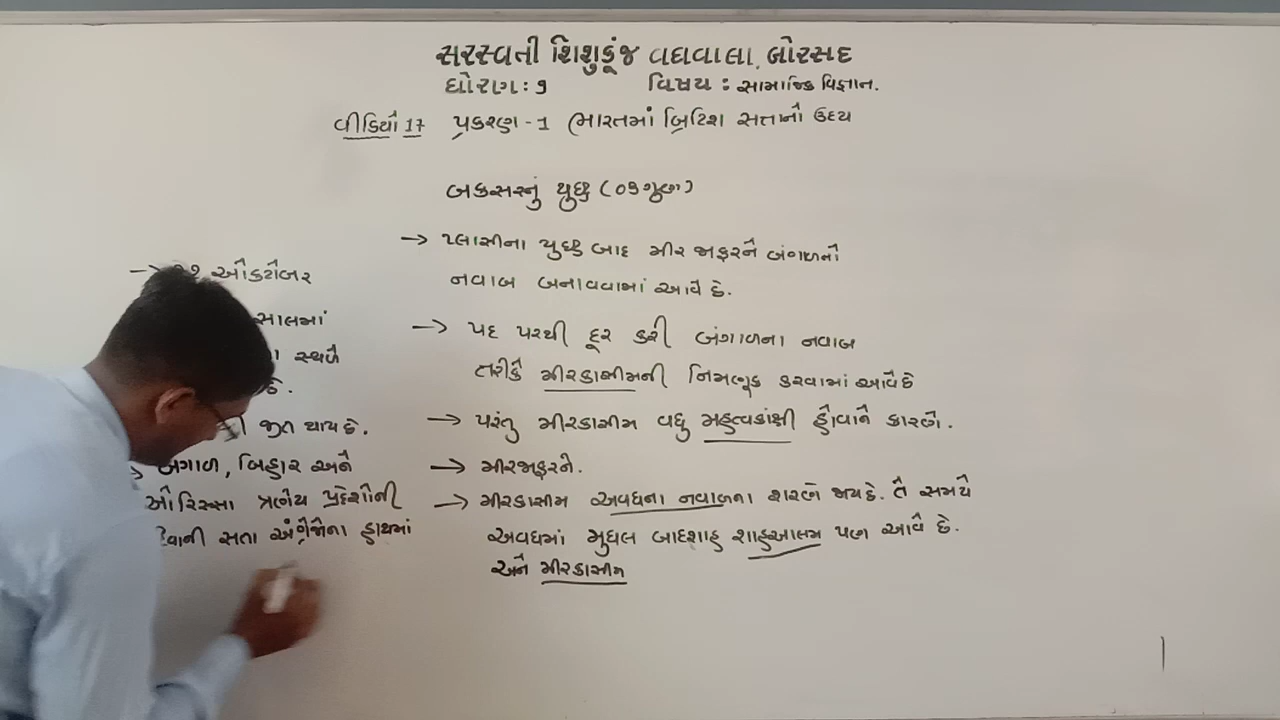 સરસ્વતી શિશુકૂંજ વઘવાલા, બોરસદ
ધોરણ : ૭ વિષય : સામાજિક વિજ્ઞાન.
વીડિયો 17 પ્રકરણ -1 ભારતમાં બ્રિટિશ સત્તાનો ઉદય
બકસરનું યુદ્ધ
→ પ્લાસીના યુદ્ધ બાદ મીર જાફરને બંગાળનો
નવાબ બનાવવામાં આવે છે.
→ પદ પરથી દૂર કરી બંગાળના નવાબ
તરીકે મીરકાસીમની નિમણૂક કરવામાં આવે છે
→ પરંતુ મીરકાસીમ વધુ મહત્વકાંક્ષી હોવાને કારણે.
→ મીરજાફરને.
→ મીરકાસીમ અવધના નવાબના શરણે જાય છે. તે સમયે
અવધમાં મુઘલ બાદશાહ શાહઆલમ પણ આવે છે.
અને મીરકાસીમ
→ ઓક્ટોબર
સાલમાં
સ્થળે
છે.
જીત થાય છે.
બંગાળ, બિહાર અને
ઓરિસ્સા ત્રણેય પ્રદેશોની
સતા અંગ્રેજોના હાથમાં